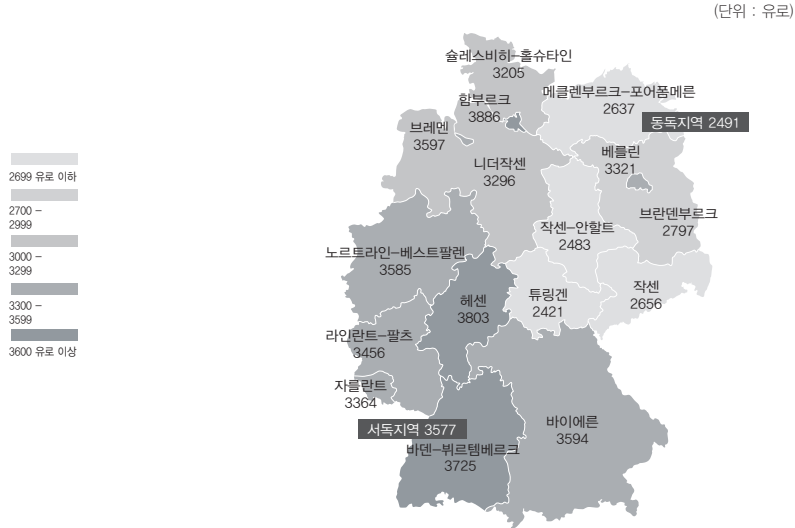 (단위 : 유로)
슐레스비히-홀슈타인
3205
함부르크
3886
메클렌부르크-포어폼메른
2637
동독지역 2491
브레멘
3597
베를린
3321
니더작센
3296
2699 유로 이하
2700 -
2999
3000 -
3299
3300 -
3599
3600 유로 이상
브란덴부르크
2797
작센-안할트
2483
노르트라인-베스트팔렌
3585
헤센
3803
튀링겐
2421
작센
2656
라인란트-팔츠
3456
자를란트
3364
서독지역 3577
바이에른
3594
바덴-뷔르템베르크
3725